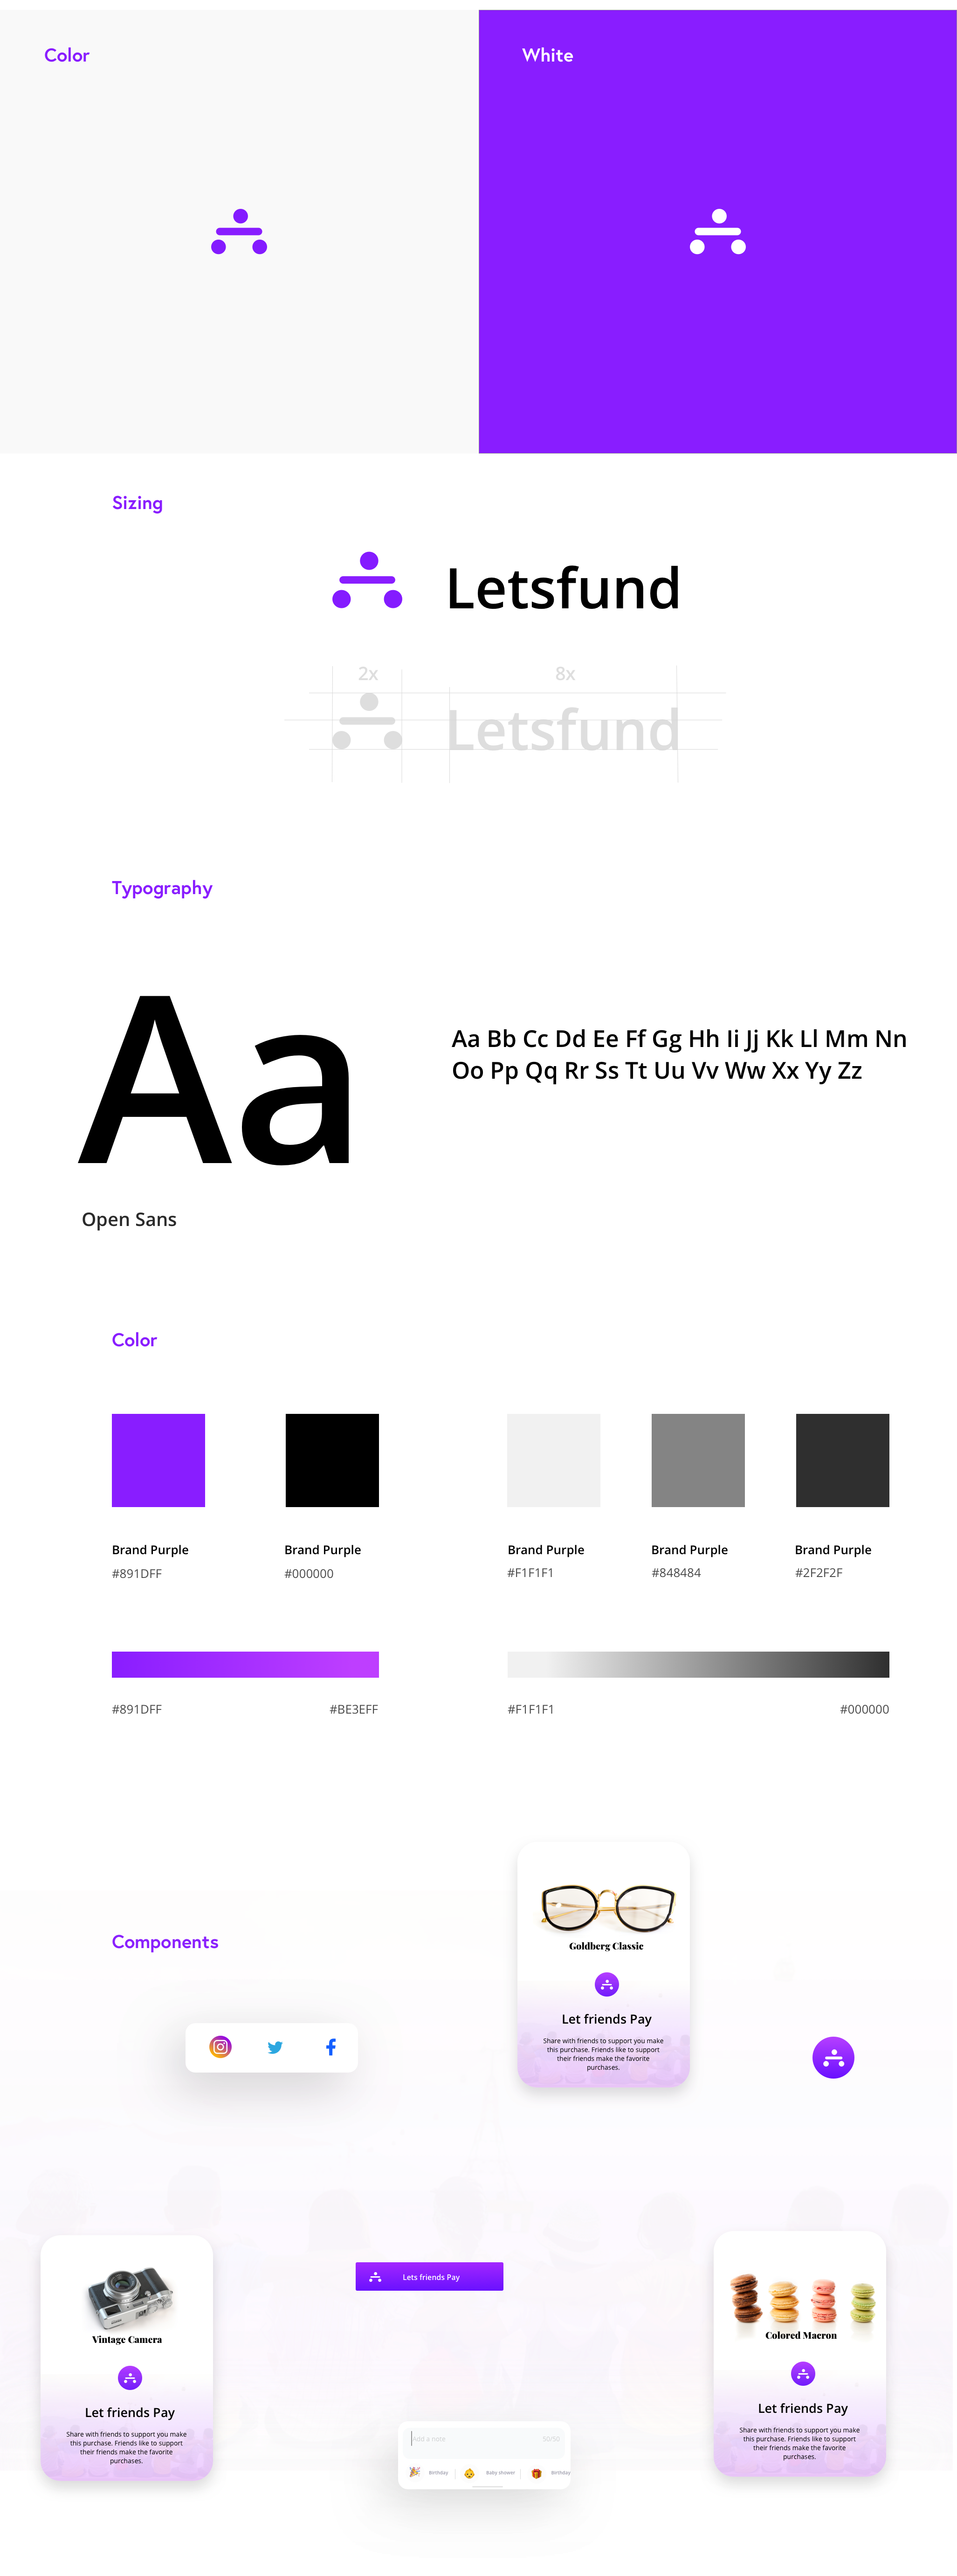 Color
White
Sizing
Letsfund
2x
8x
Letsfund
Typography
Aa
Aa Bb Cc Dd Ee Ff Gg Hh Ii Jj Kk Ll Mm Nn
Oo Pp Qq Rr Ss Tt Uu Vv Ww Xx Yy Zz
Open Sans
Color
Brand Purple
#891DFF
Brand Purple
#000000
Brand Purple
#F1F1F1
Brand Purple
#848484
Brand Purple
#2F2F2F
#891DFF
#BE3EFF
#F1F1F1
#000000
Components
Goldberg Classic
Let friends Pay
Share with friends to support you make
this purchase. Friends like to support
their friends make the favorite
purchases.
Vintage Camera
Let friends Pay
Share with friends to support you make
this purchase. Friends like to support
their friends make the favorite
purchases.
Lets friends Pay
Colored Macron
Let friends Pay
Share with friends to support you make
this purchase. Friends like to support
their friends make the favorite
purchases.
Add a note
50/50
Birthday
Baby shower
Birthday